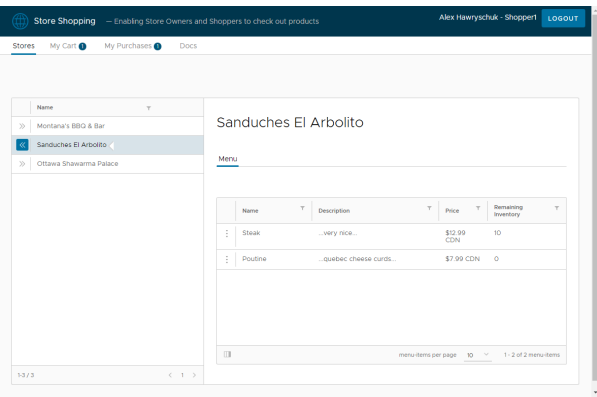 Store Shopping — Enabling Store Owners and Shoppers to check out products
Alex Hawryschuk - Shopper1 LOGOUT
Stores My Cart 1 My Purchases 1 Docs
Name
Montana's BBQ & Bar
Sanduches El Arbolito
Ottawa Shawarma Palace
1-3 / 3
1
Sanduches El Arbolito
Menu
Name Description Price Remaining
Inventory
Steak ...very nice... $12.99 10
CDN
Poutine ...quebec cheese curds... $7.99 CDN 0
menu-items per page 10 1 - 2 of 2 menu-items